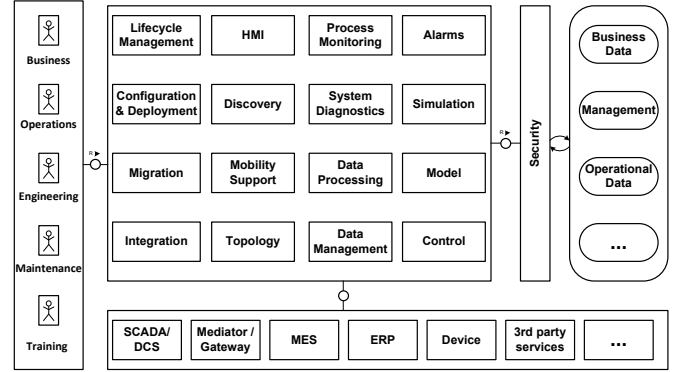 Business
Operations
Engineering
Maintenance
Training
R
Lifecycle
Management
HMI
Process
Monitoring
Alarms
Configuration
& Deployment
Discovery
System
Diagnostics
Simulation
Migration
Mobility
Support
Data
Processing
Model
Integration
Topology
Data
Management
Control
R
Security
Business
Data
Management
Operational
Data
...
SCADA/
DCS
Mediator /
Gateway
MES
ERP
Device
3rd party
services
...